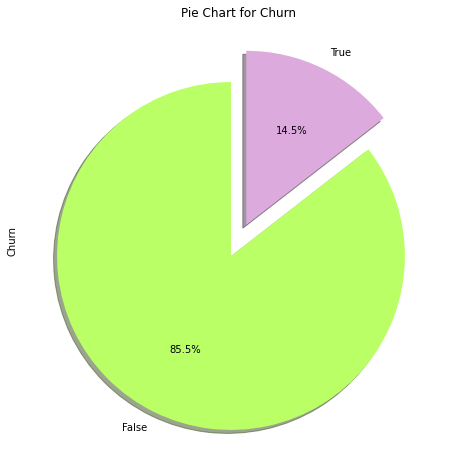 Pie Chart for Churn
True
14.5%
Churn
85.5%
False